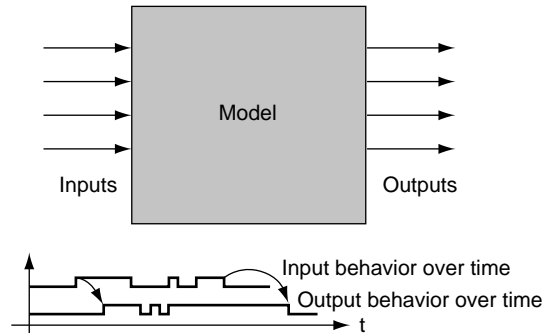 Model
Inputs
Outputs
Input behavior over time
Output behavior over time
t